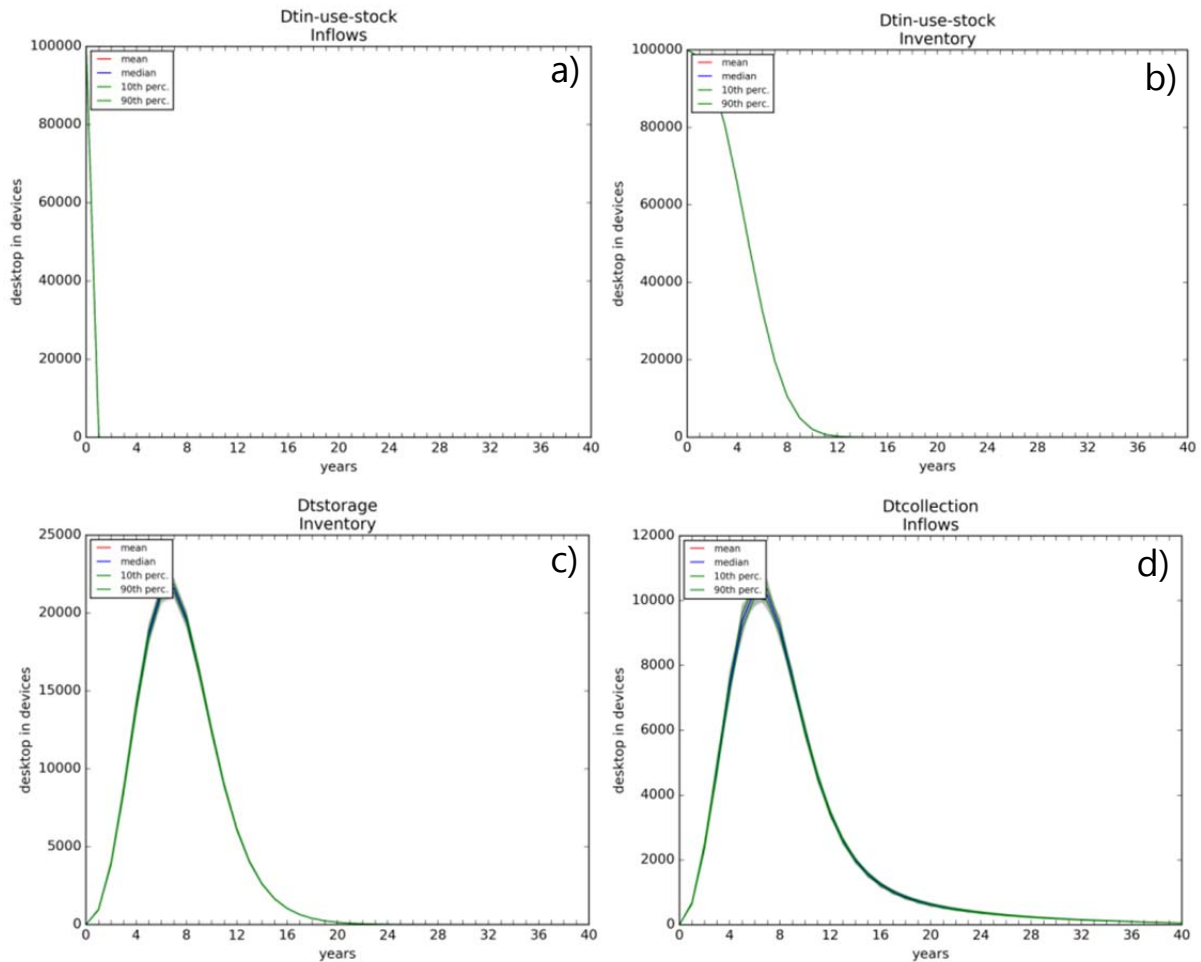 Dtin-use-stock
Inflows
a)
mean
median
10th perc.
90th perc.
100000
80000
60000
40000
20000
0
desktop in devices
0 4 8 12 16 20 24 28 32 36 40
years
Dtin-use-stock
Inventory
b)
mean
median
10th perc.
90th perc.
100000
80000
60000
40000
20000
0
desktop in devices
0 4 8 12 16 20 24 28 32 36 40
years
Dtstorage
Inventory
c)
mean
median
10th perc.
90th perc.
25000
20000
15000
10000
5000
0
desktop in devices
0 4 8 12 16 20 24 28 32 36 40
years
Dtcollection
Inflows
d)
mean
median
10th perc.
90th perc.
12000
10000
8000
6000
4000
2000
0
desktop in devices
0 4 8 12 16 20 24 28 32 36 40
years